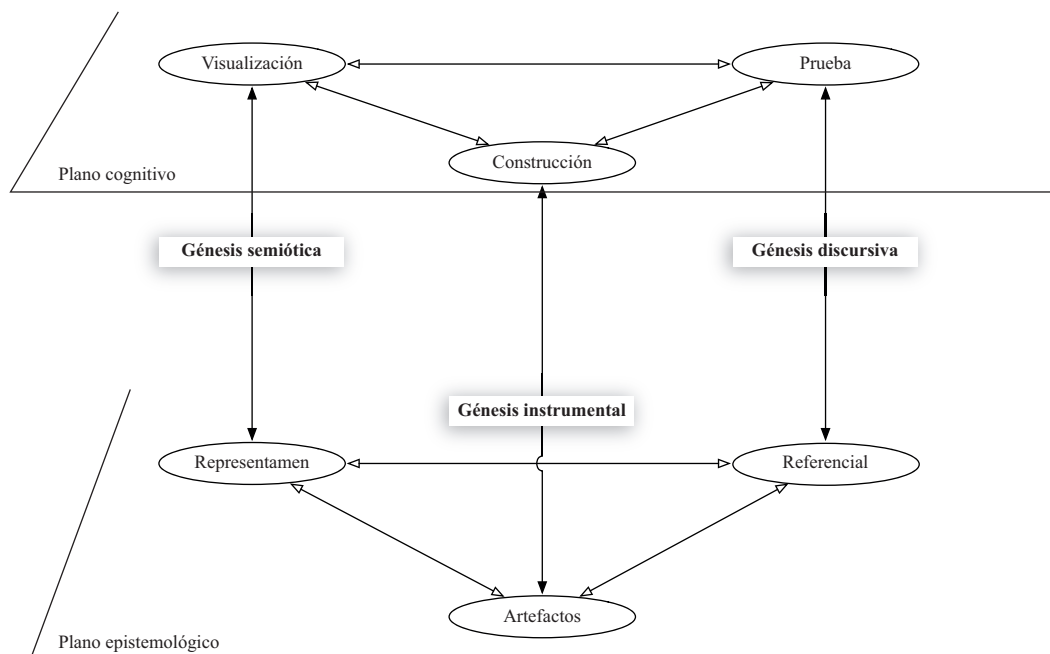 Visualización
Prueba
Construcción
Plano cognitivo
Génesis semiótica
Génesis discursiva
Génesis instrumental
Representamen
Referencial
Artefactos
Plano epistemológico